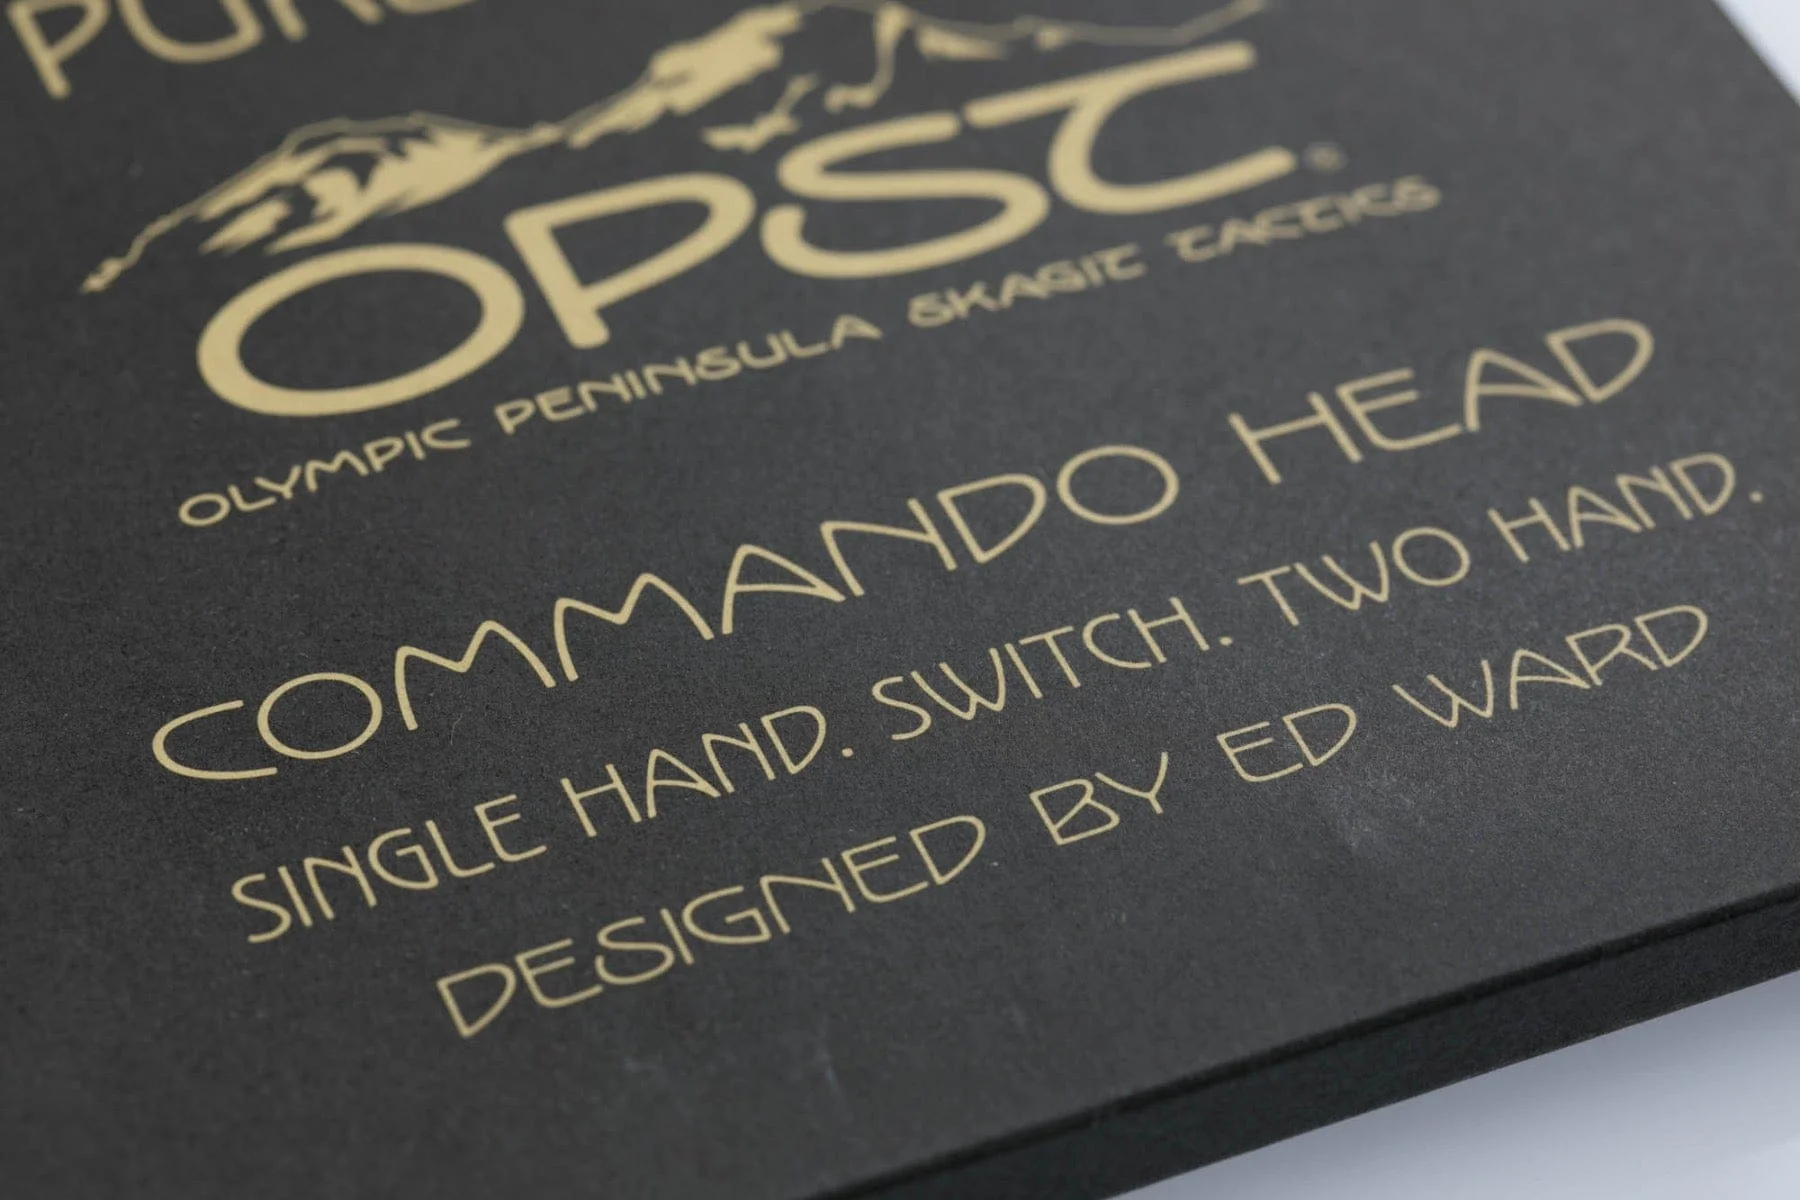 OPST®
OLYMPIC PENINSULA SKAGIT TACTICS
COMMANDO HEAD
SINGLE HAND. SWITCH. TWO HAND.
DESIGNED BY ED WARD